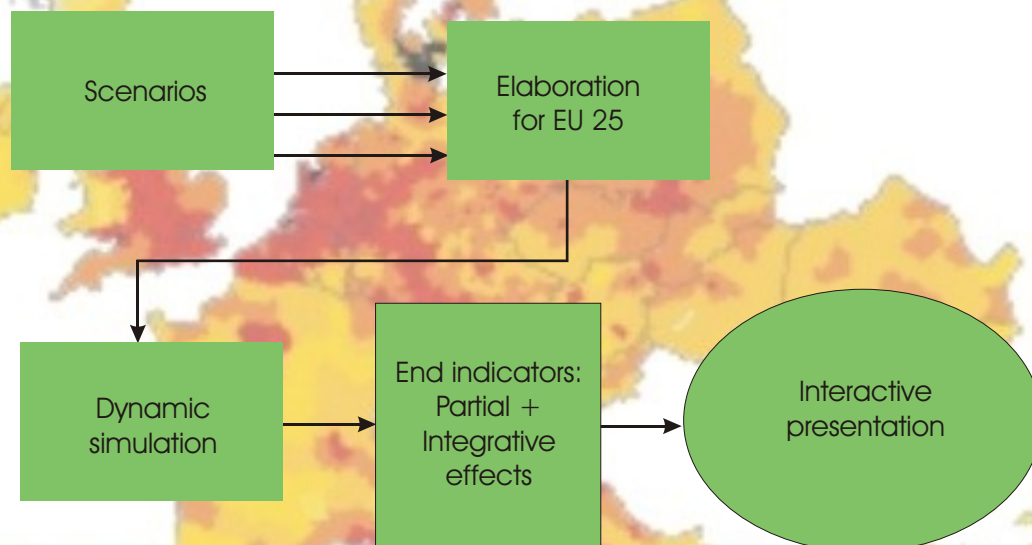 Scenarios
Elaboration
for EU 25
Dynamic
simulation
End indicators:
Partial +
Integrative
effects
Interactive
presentation